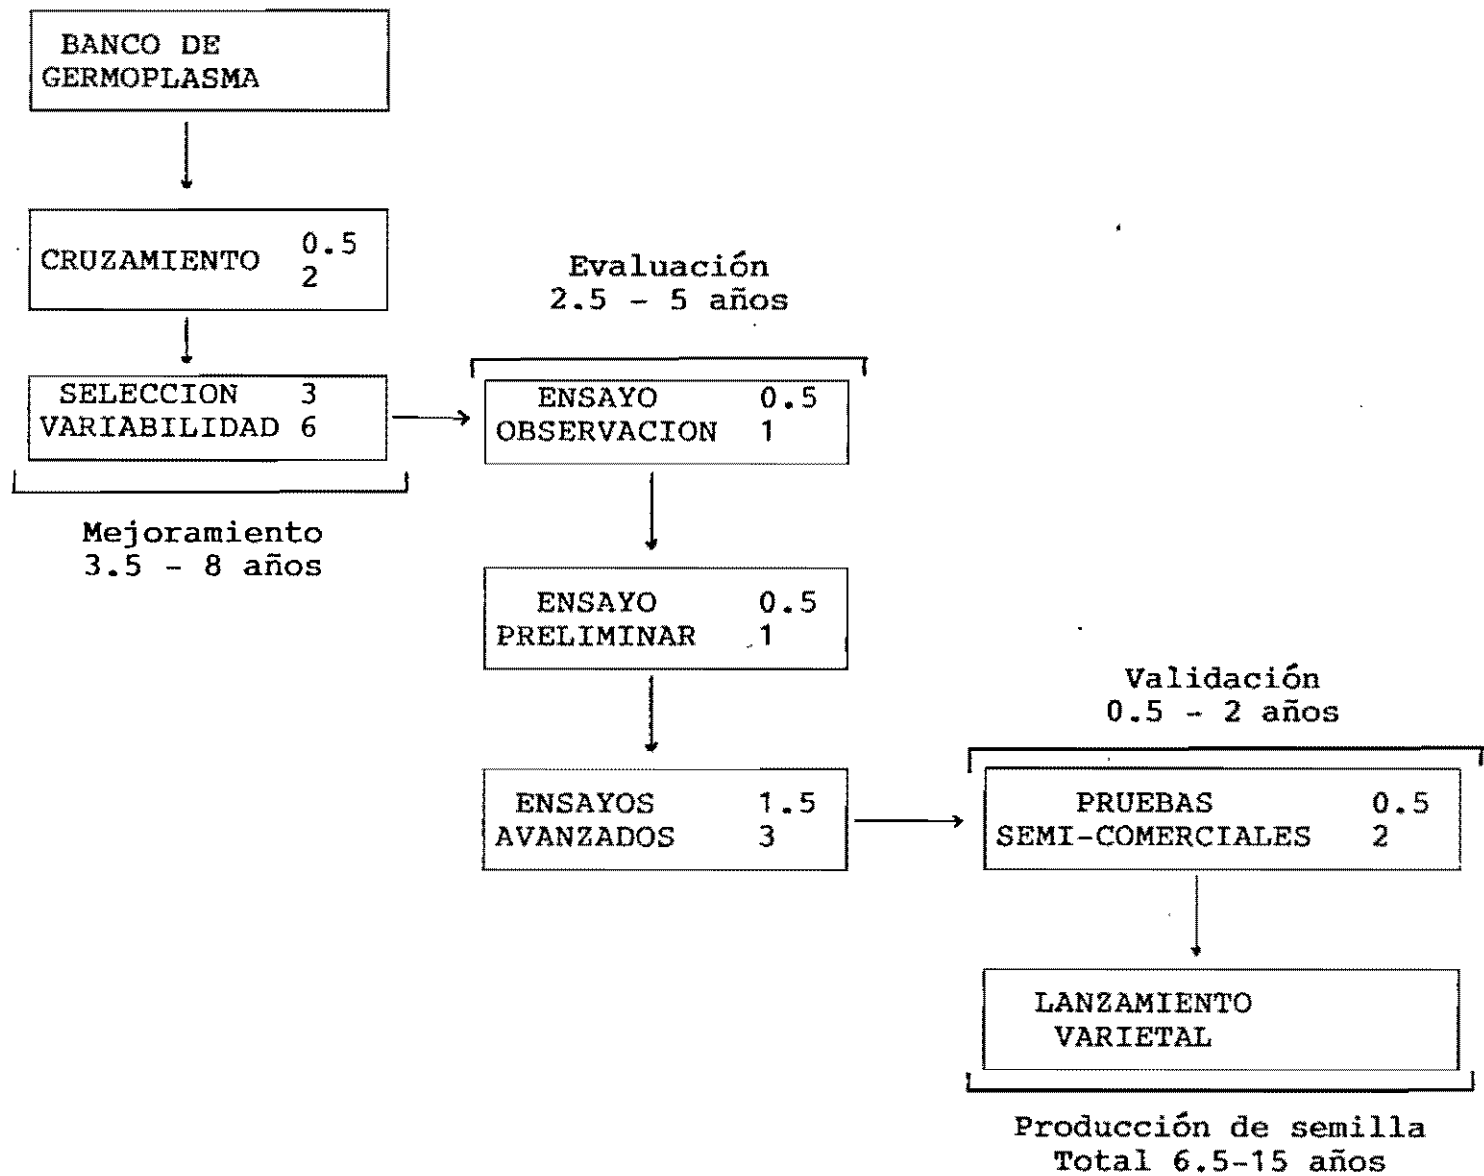 BANCO DE
GERMOPLASMA
CRUZAMIENTO 0.5
2
SELECCION 3
VARIABILIDAD 6
Mejoramiento
3.5 - 8 años
Evaluación
2.5 - 5 años
ENSAYO 0.5
OBSERVACION 1
ENSAYO 0.5
PRELIMINAR 1
ENSAYOS 1.5
AVANZADOS 3
Validación
0.5 - 2 años
PRUEBAS 0.5
SEMI-COMERCIALES 2
LANZAMIENTO
VARIETAL
Producción de semilla
Total 6.5-15 años